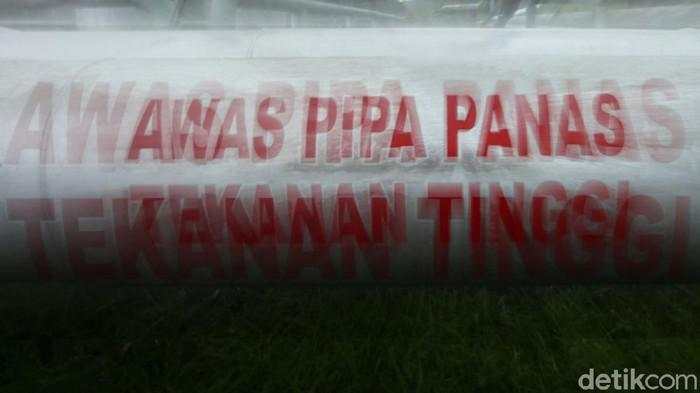 AWAS PIPA PANAS
TEKANAN TINGGI
detikcom